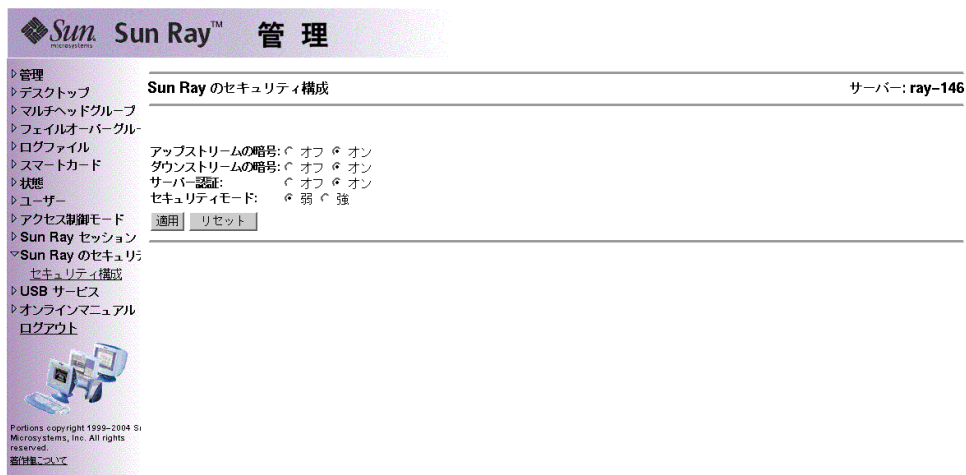 Sun microsystems Sun Ray™ 管理
▷管理
▷デスクトップ
▷マルチヘッドグループ
▷フェイルオーバーグルー
▷ログファイル
▷スマートカード
▷状態
▷ユーザー
▷アクセス制御モード
▷Sun Ray セッション
▽Sun Ray のセキュリテ
セキュリティ構成
▷USB サービス
▷オンラインマニュアル
ログアウト
Portions copyright 1999–2004 Su
Microsystems, Inc. All rights
reserved.
著作権について
Sun Ray のセキュリティ構成 サーバー: ray–146
アップストリームの暗号: オフ オン
ダウンストリームの暗号: オフ オン
サーバー認証: オフ オン
セキュリティモード: 弱 強
適用 リセット